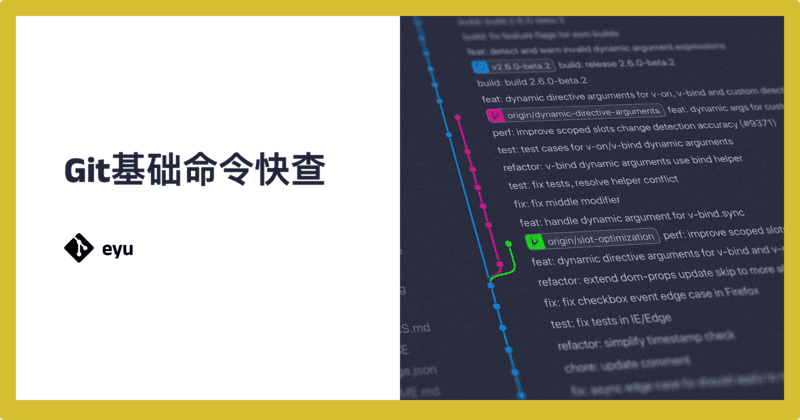 Git基础命令快查
eyu
build: build 2.6.0-beta.3
build: fix feature flags for esm builds
feat: detect and warn invalid dynamic argument expressions
v2.6.0-beta.2 build: release 2.6.0-beta.2
build: build 2.6.0-beta.2
feat: dynamic directive arguments for v-on, v-bind and custom direct
origin/dynamic-directive-arguments feat: dynamic args for cust
perf: improve scoped slots change detection accuracy (#9371)
test: test cases for v-on/v-bind dynamic arguments
refactor: v-bind dynamic arguments use bind helper
test: fix tests, resolve helper conflict
fix: fix middle modifier
feat: handle dynamic argument for v-bind.sync
origin/slot-optimization perf: improve scoped slots
feat: dynamic directive arguments for v-bind and v-
refactor: extend dom-props update skip to more al
fix: fix checkbox event edge case in Firefox
test: fix tests in IE/Edge
refactor: simplify timestamp check
chore: update comment
fix: async edge case fix should apply to
S.md
SE
ge.json
E.md